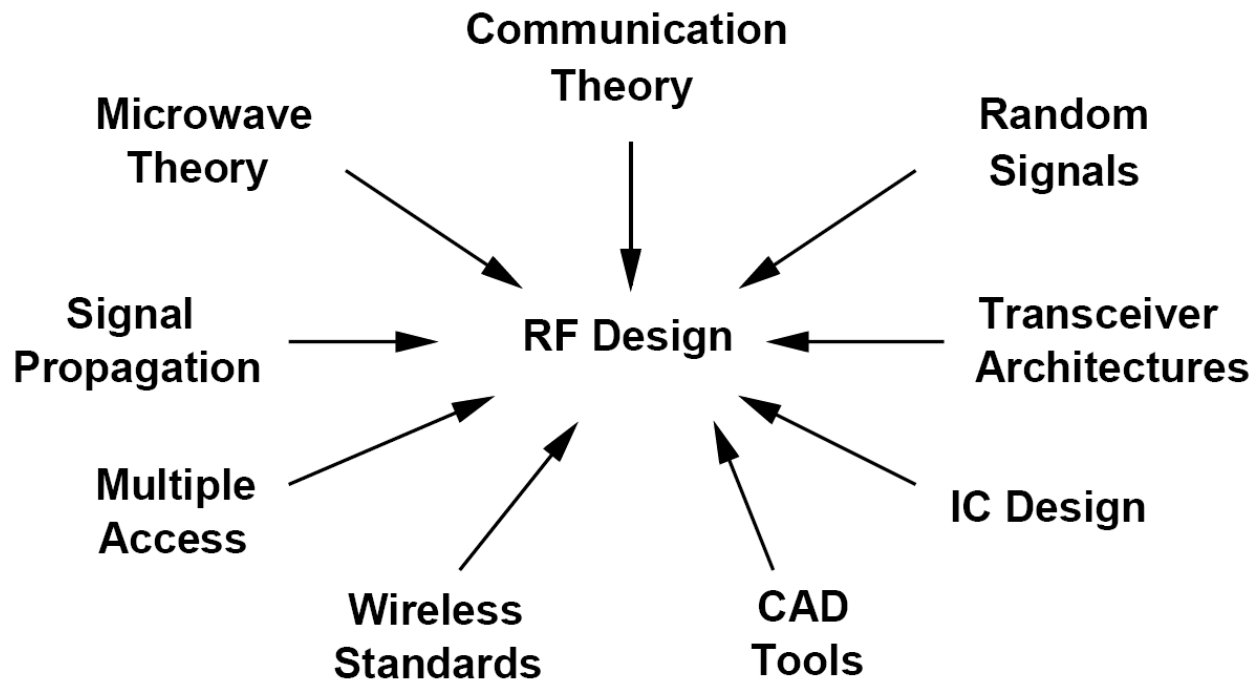 Communication
Theory
Microwave
Theory
Random
Signals
Signal
Propagation
RF Design
Transceiver
Architectures
Multiple
Access
IC Design
Wireless
Standards
CAD
Tools